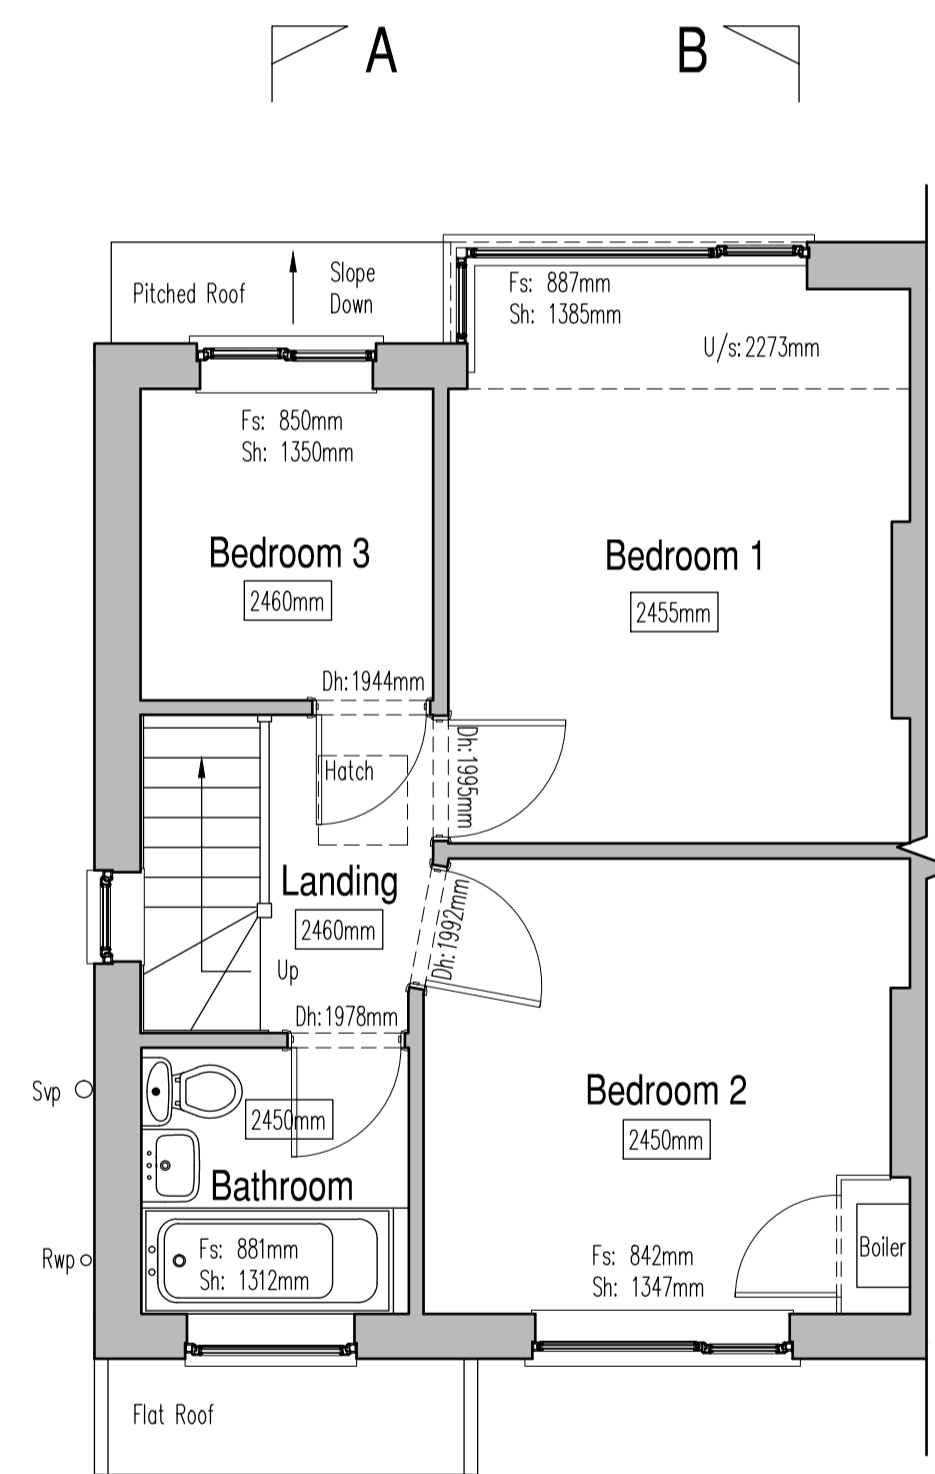 A
B
Pitched Roof
Slope
Down
Fs: 887mm
Sh: 1385mm
U/s:2273mm
Fs: 850mm
Sh: 1350mm
Bedroom 3
2460mm
Bedroom 1
2455mm
Dh:1944mm
Dh:1995mm
Hatch
Landing
2460mm
Dh:1992mm
Up
Dh:1978mm
Svp
2450mm
Bathroom
Bedroom 2
2450mm
Rwp
Fs: 881mm
Sh: 1312mm
Fs: 842mm
Sh: 1347mm
Boiler
Flat Roof